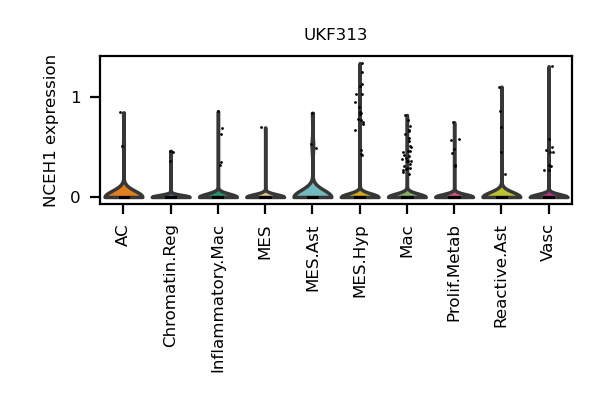 UKF313
NCEH1 expression
1
0
AC
Chromatin.Reg
Inflammatory.Mac
MES
MES.Ast
MES.Hyp
Mac
Prolif.Metab
Reactive.Ast
Vasc